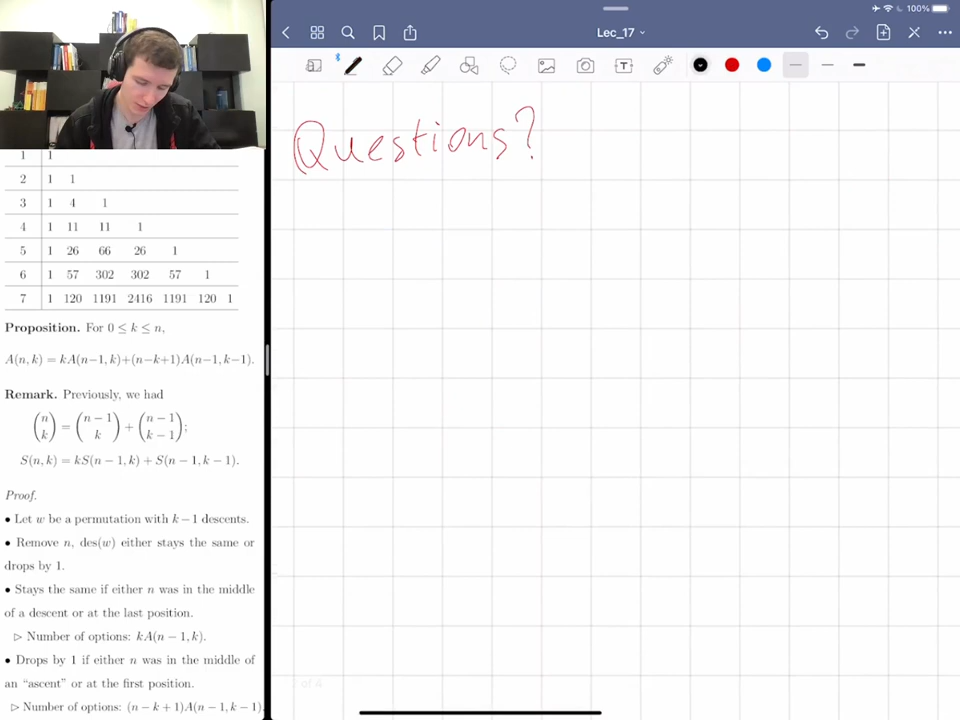 100%
Lec_17
Questions?
1 1
2 1 1
3 1 4 1
4 1 11 11 1
5 1 26 66 26 1
6 1 57 302 302 57 1
7 1 120 1191 2416 1191 120 1
Proposition. For 0 ≤ k ≤ n,
A(n, k) = kA(n−1, k)+(n−k+1)A(n−1, k−1).
Remark. Previously, we had
(n k) = (n − 1 k) + (n − 1 k − 1);
S(n, k) = kS(n − 1, k) + S(n − 1, k − 1).
Proof.
• Let w be a permutation with k − 1 descents.
• Remove n, des(w) either stays the same or
drops by 1.
• Stays the same if either n was in the middle
of a descent or at the last position.
▷ Number of options: kA(n − 1, k).
• Drops by 1 if either n was in the middle of
an “ascent” or at the first position.
▷ Number of options: (n − k + 1)A(n − 1, k − 1).